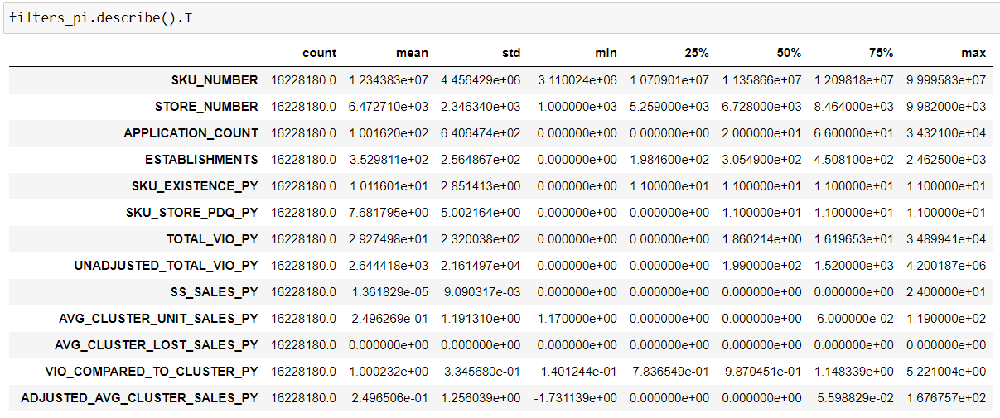 filters_pi.describe().T
count mean std min 25% 50% 75% max
SKU_NUMBER 16228180.0 1.234383e+07 4.456429e+06 3.110024e+06 1.070901e+07 1.135866e+07 1.209818e+07 9.999583e+07
STORE_NUMBER 16228180.0 6.472710e+03 2.346340e+03 1.000000e+03 5.259000e+03 6.728000e+03 8.464000e+03 9.982000e+03
APPLICATION_COUNT 16228180.0 1.001620e+02 6.406474e+02 0.000000e+00 0.000000e+00 2.000000e+01 6.600000e+01 3.432100e+04
ESTABLISHMENTS 16228180.0 3.529811e+02 2.564867e+02 0.000000e+00 1.984600e+02 3.054900e+02 4.508100e+02 2.462500e+03
SKU_EXISTENCE_PY 16228180.0 1.011601e+01 2.851413e+00 0.000000e+00 1.100000e+01 1.100000e+01 1.100000e+01 1.100000e+01
SKU_STORE_PDQ_PY 16228180.0 7.681795e+00 5.002164e+00 0.000000e+00 0.000000e+00 1.100000e+01 1.100000e+01 1.100000e+01
TOTAL_VIO_PY 16228180.0 2.927498e+01 2.320038e+02 0.000000e+00 0.000000e+00 1.860214e+00 1.619653e+01 3.489941e+04
UNADJUSTED_TOTAL_VIO_PY 16228180.0 2.644418e+03 2.161497e+04 0.000000e+00 0.000000e+00 1.990000e+02 1.520000e+03 4.200187e+06
SS_SALES_PY 16228180.0 1.361829e-05 9.090317e-03 0.000000e+00 0.000000e+00 0.000000e+00 0.000000e+00 2.400000e+01
AVG_CLUSTER_UNIT_SALES_PY 16228180.0 2.496269e-01 1.191310e+00 -1.170000e+00 0.000000e+00 0.000000e+00 6.000000e-02 1.190000e+02
AVG_CLUSTER_LOST_SALES_PY 16228180.0 0.000000e+00 0.000000e+00 0.000000e+00 0.000000e+00 0.000000e+00 0.000000e+00 0.000000e+00
VIO_COMPARED_TO_CLUSTER_PY 16228180.0 1.000232e+00 3.345680e-01 1.401244e-01 7.836549e-01 9.870451e-01 1.148339e+00 5.221004e+00
ADJUSTED_AVG_CLUSTER_SALES_PY 16228180.0 2.496506e-01 1.256039e+00 -1.731139e+00 0.000000e+00 0.000000e+00 5.598829e-02 1.676757e+02